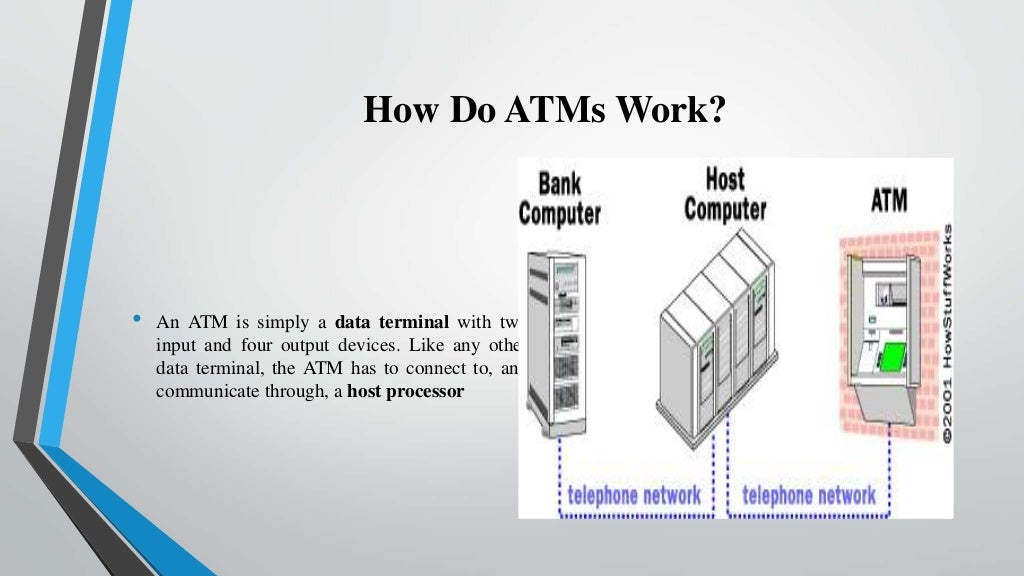 How Do ATMs Work?
• An ATM is simply a data terminal with tw
input and four output devices. Like any othe
data terminal, the ATM has to connect to, an
communicate through, a host processor
Bank
Computer
Host
Computer
ATM
telephone network
telephone network
©2001 HowStuffWorks